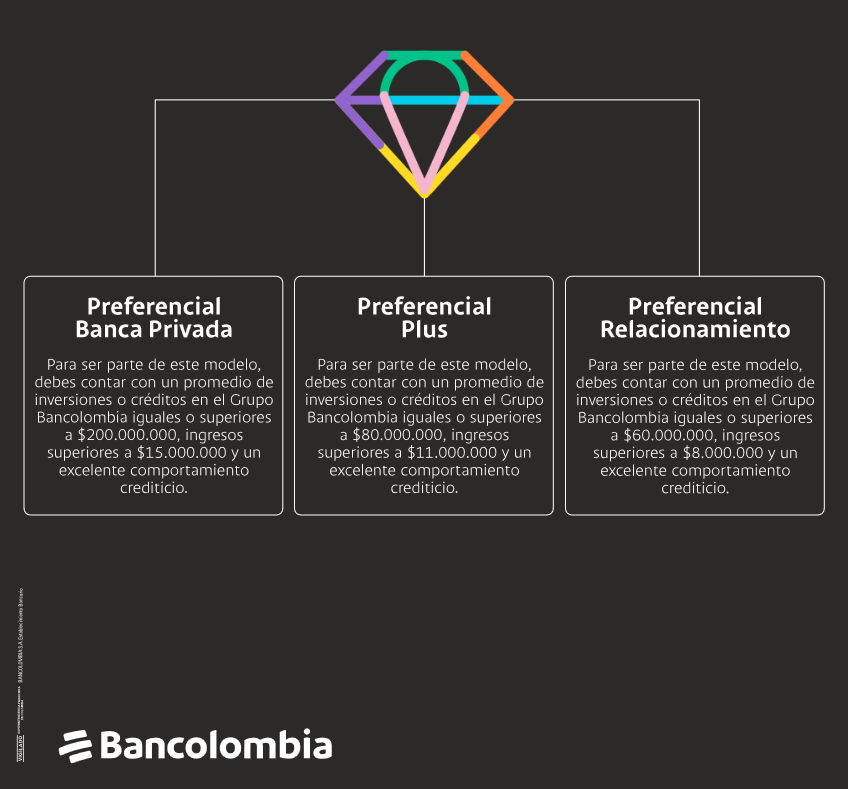 Preferencial
Banca Privada
Para ser parte de este modelo,
debes contar con un promedio de
inversiones o créditos en el Grupo
Bancolombia iguales o superiores
a $200.000.000, ingresos
superiores a $15.000.000 y un
excelente comportamiento
crediticio.
Preferencial
Plus
Para ser parte de este modelo,
debes contar con un promedio de
inversiones o créditos en el Grupo
Bancolombia iguales o superiores
a $80.000.000, ingresos
superiores a $11.000.000 y un
excelente comportamiento
crediticio.
Preferencial
Relacionamiento
Para ser parte de este modelo,
debes contar con un promedio de
inversiones o créditos en el Grupo
Bancolombia iguales o superiores
a $60.000.000, ingresos
superiores a $8.000.000 y un
excelente comportamiento
crediticio.
BANCOLOMBIA S.A. Establecimiento Bancario
VIGILADO
Bancolombia